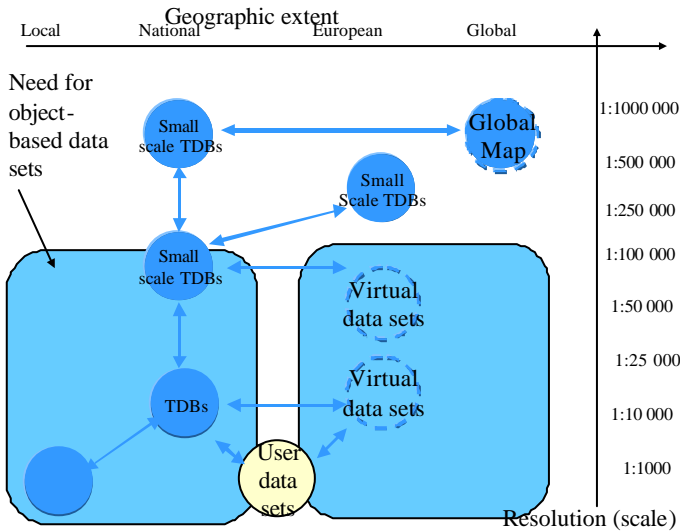 Geographic extent
Local
National
European
Global
Need for
object-
based data
sets
Small
scale TDBs
Global
Map
Small
Scale TDBs
Small
scale TDBs
Virtual
data sets
Virtual
data sets
TDBs
User
data
sets
1:1000 000
1:500 000
1:250 000
1:100 000
1:50 000
1:25 000
1:10 000
1:1000
Resolution (scale)